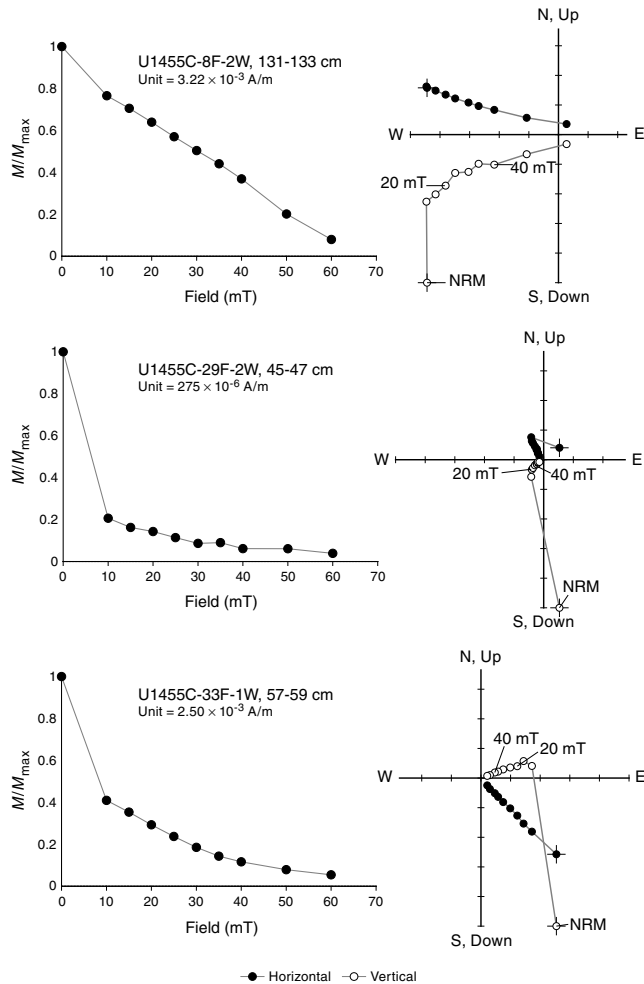 1
0.8
0.6
0.4
0.2
0
M/Mmax
U1455C-8F-2W, 131-133 cm
Unit = 3.22 × 10-3 A/m
0 10 20 30 40 50 60 70
Field (mT)
N, Up
W
E
20 mT
40 mT
NRM
S, Down
1
0.8
0.6
0.4
0.2
0
M/Mmax
U1455C-29F-2W, 45-47 cm
Unit = 275 × 10-6 A/m
0 10 20 30 40 50 60 70
Field (mT)
N, Up
W
E
20 mT
40 mT
NRM
S, Down
1
0.8
0.6
0.4
0.2
0
M/Mmax
U1455C-33F-1W, 57-59 cm
Unit = 2.50 × 10-3 A/m
0 10 20 30 40 50 60 70
Field (mT)
N, Up
40 mT
20 mT
W
E
NRM
S, Down
Horizontal Vertical